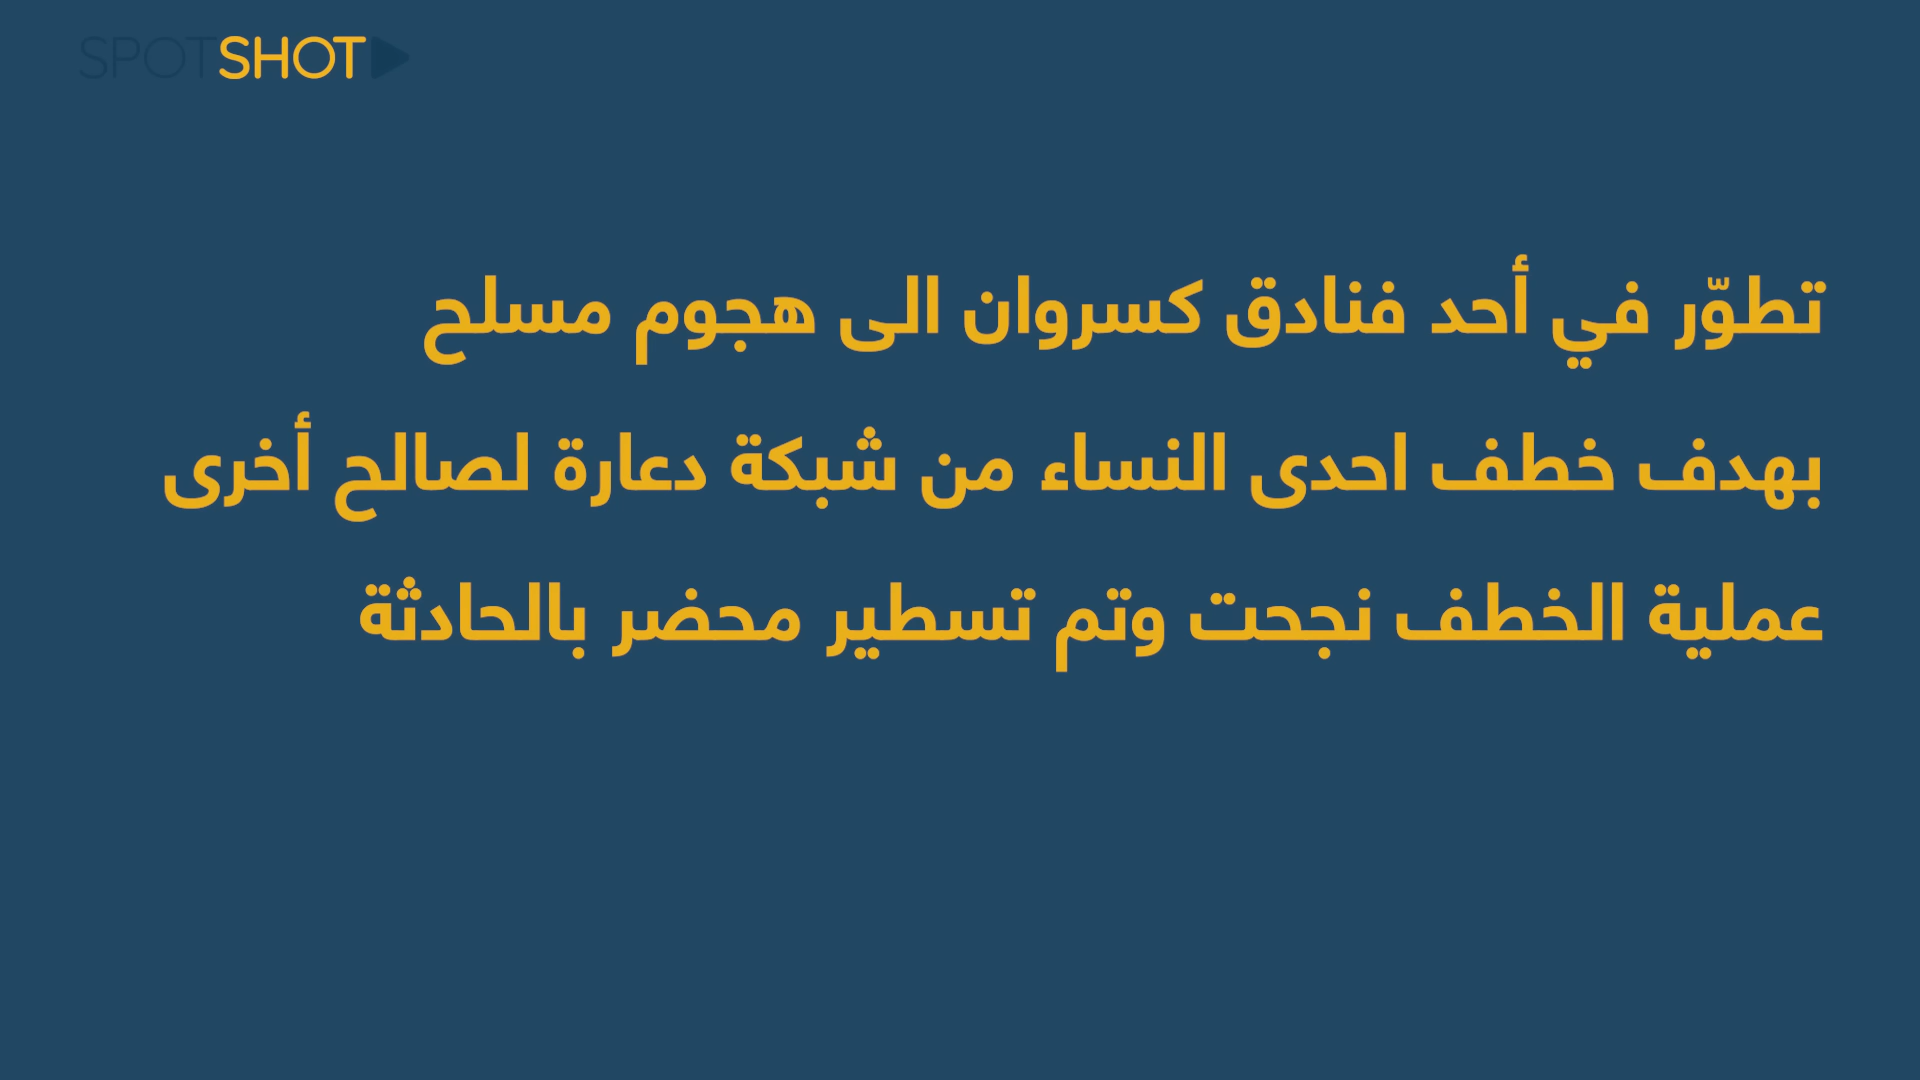 SPOTSHOT
تطوّر في أحد فنادق كسروان الى هجوم مسلح
بهدف خطف احدى النساء من شبكة دعارة لصالح أخرى
عملية الخطف نجحت وتم تسطير محضر بالحادثة